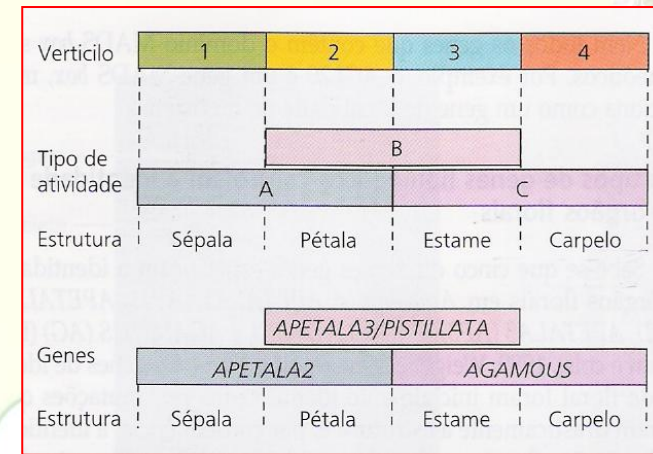 Verticilo 1 2 3 4
B
Tipo de
atividade
A C
Estrutura Sépala Pétala Estame Carpelo
APETALA3/PISTILLATA
Genes
APETALA2 AGAMOUS
Estrutura Sépala Pétala Estame Carpelo